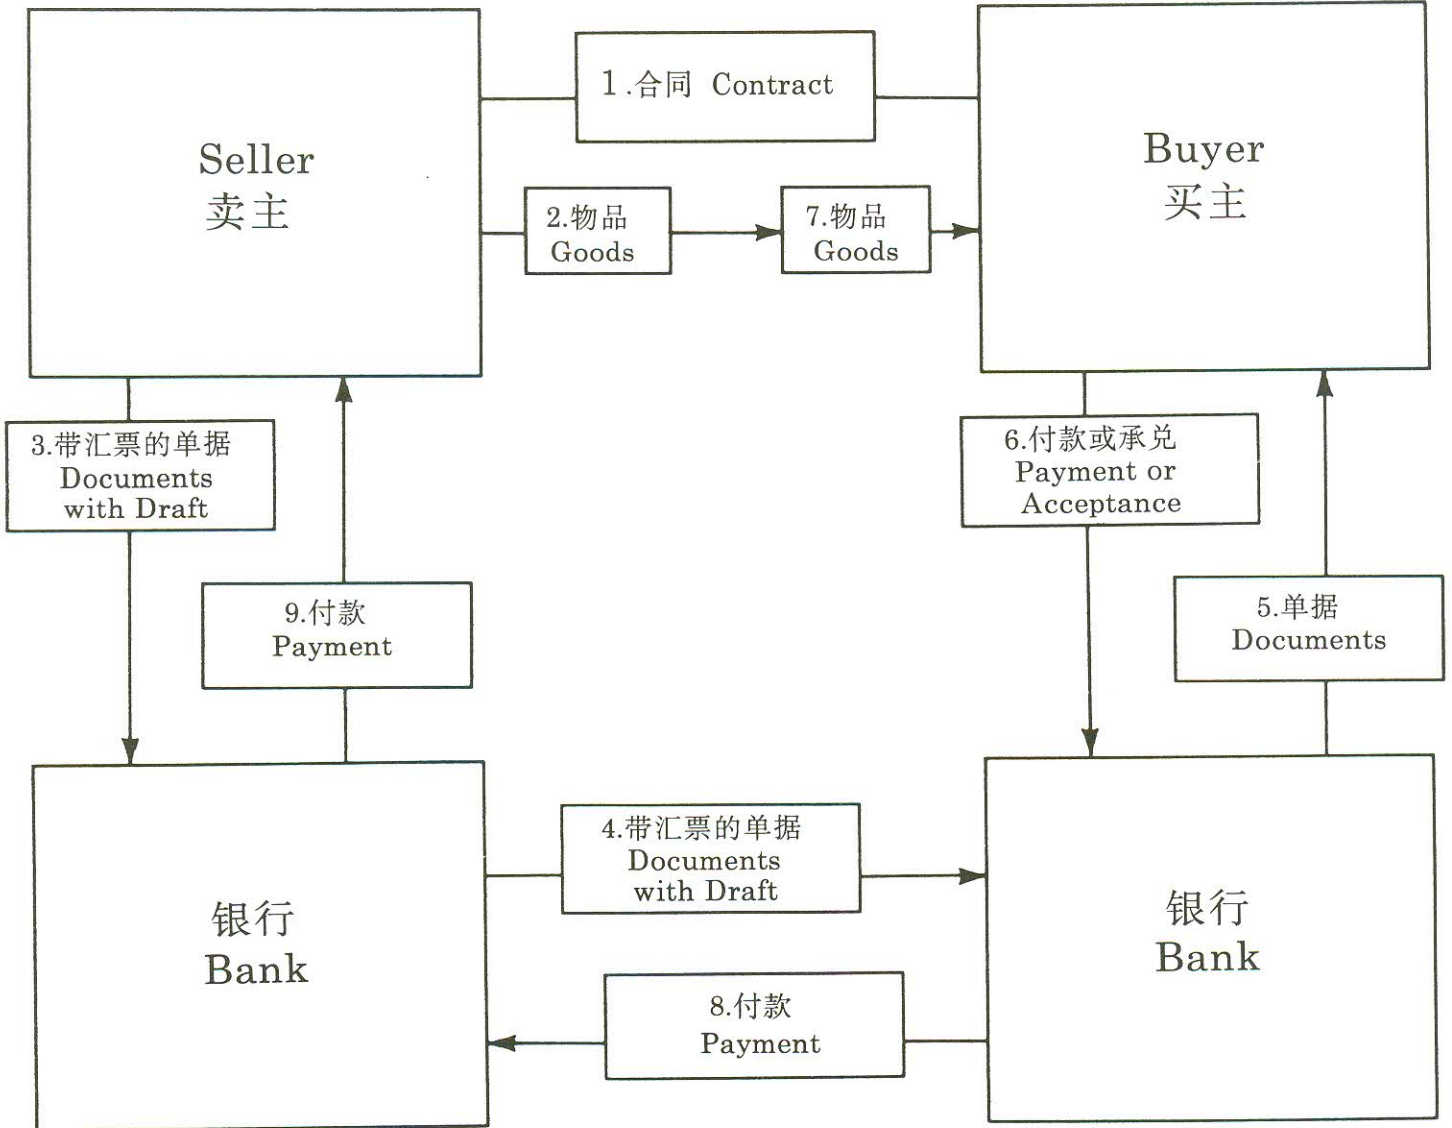 1.合同 Contract
Seller
卖主
Buyer
买主
2.物品
Goods
7.物品
Goods
3.带汇票的单据
Documents
with Draft
6.付款或承兑
Payment or
Acceptance
9.付款
Payment
5.单据
Documents
4.带汇票的单据
Documents
with Draft
银行
Bank
银行
Bank
8.付款
Payment